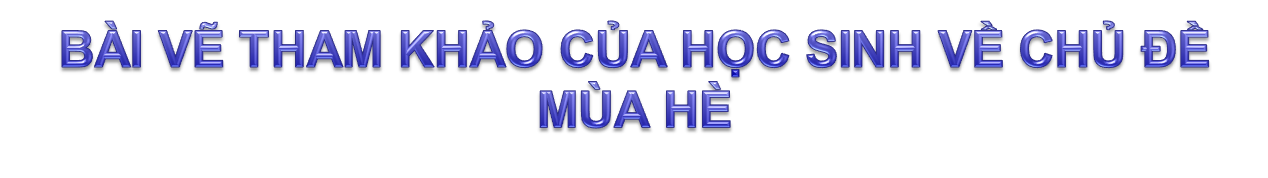 BÀI VẼ THAM KHẢO CỦA HỌC SINH VỀ CHỦ ĐỀ
MÙA HÈ